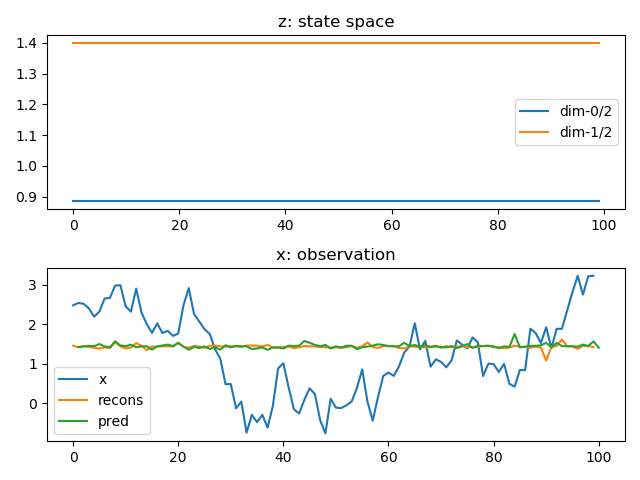 z: state space
1.4
1.3
1.2
1.1
1.0
0.9
dim-0/2
dim-1/2
0 20 40 60 80 100
x: observation
3
2
1
0
x
recons
pred
0 20 40 60 80 100